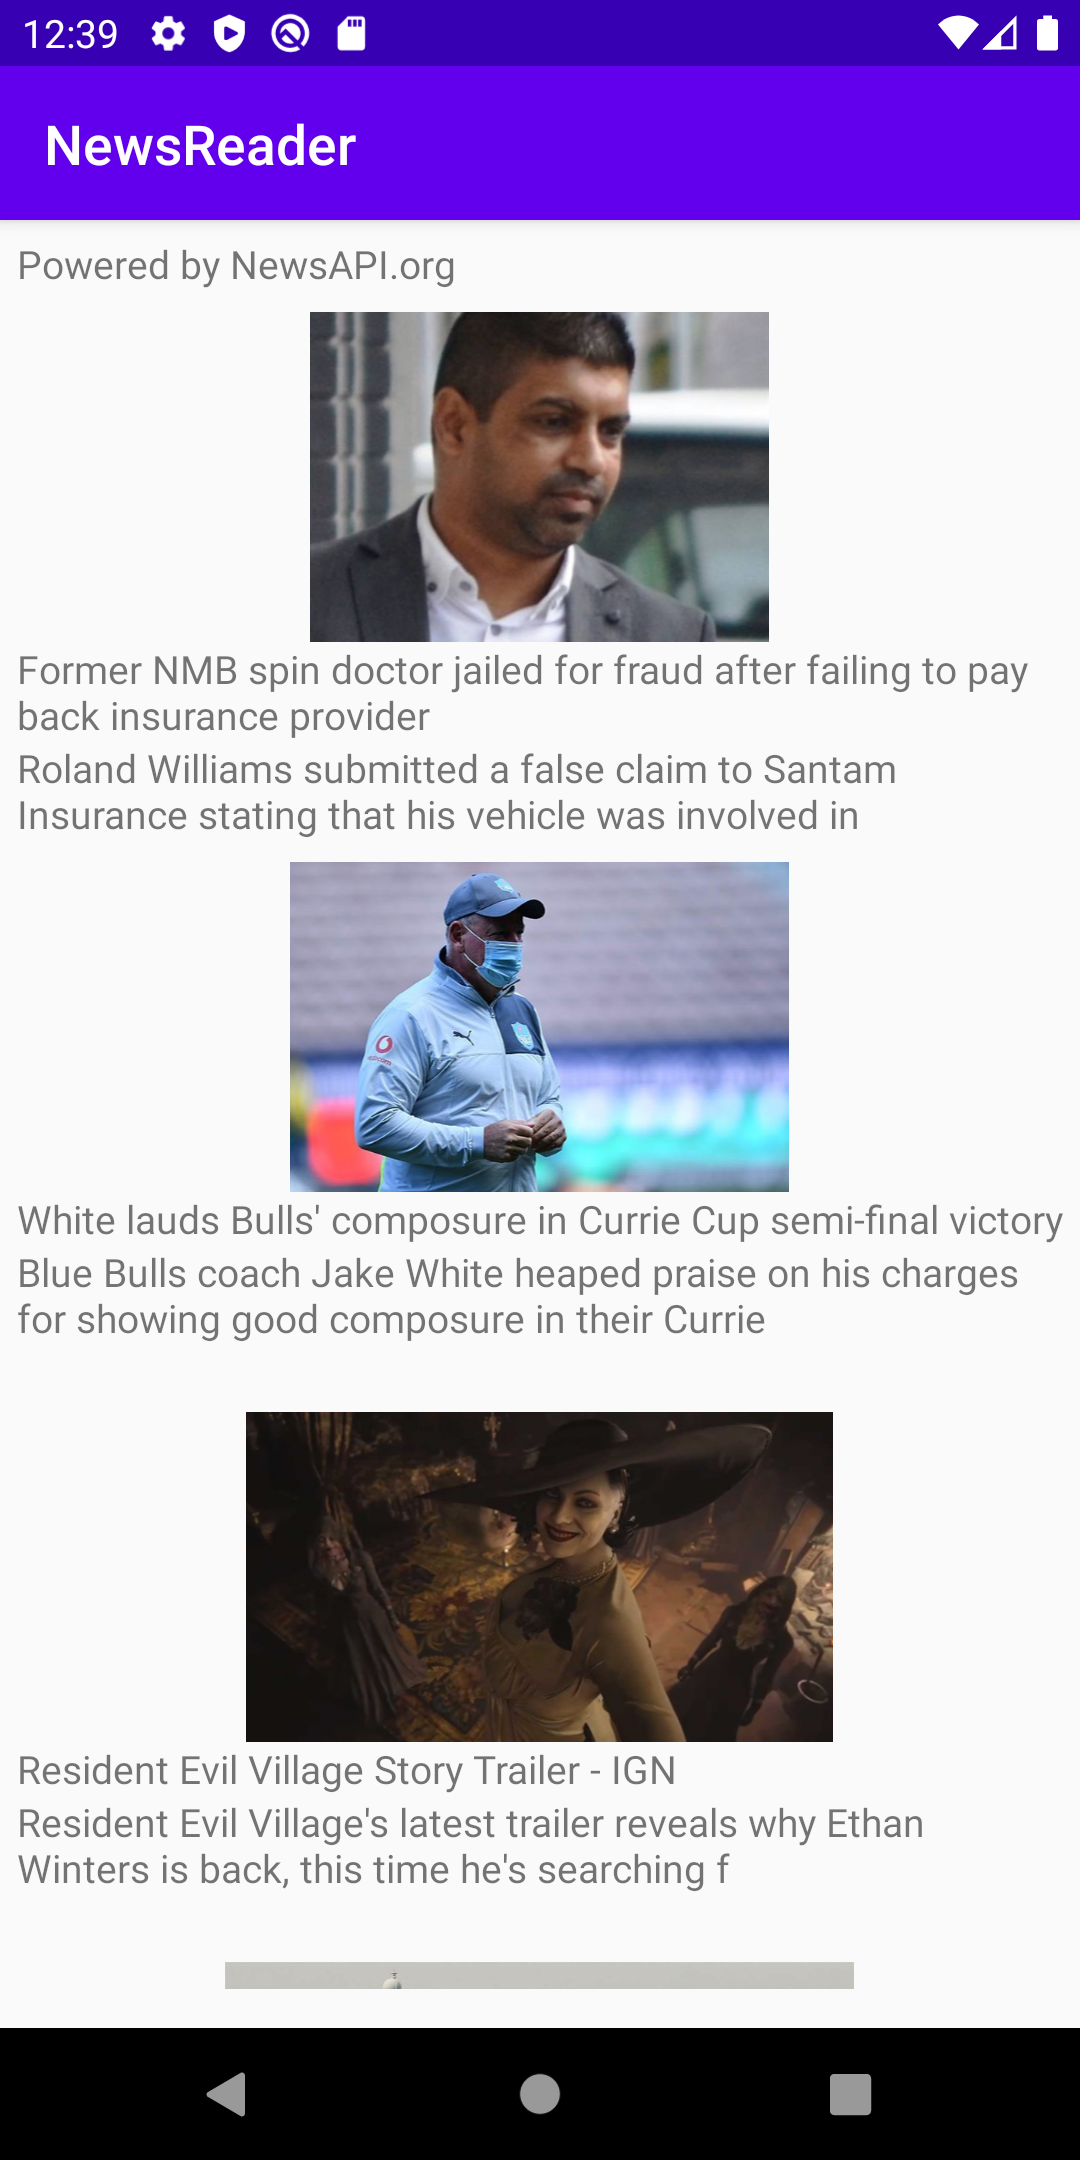 12:39
NewsReader
Powered by NewsAPI.org
Former NMB spin doctor jailed for fraud after failing to pay
back insurance provider
Roland Williams submitted a false claim to Santam
Insurance stating that his vehicle was involved in
White lauds Bulls' composure in Currie Cup semi-final victory
Blue Bulls coach Jake White heaped praise on his charges
for showing good composure in their Currie
Resident Evil Village Story Trailer - IGN
Resident Evil Village's latest trailer reveals why Ethan
Winters is back, this time he's searching f